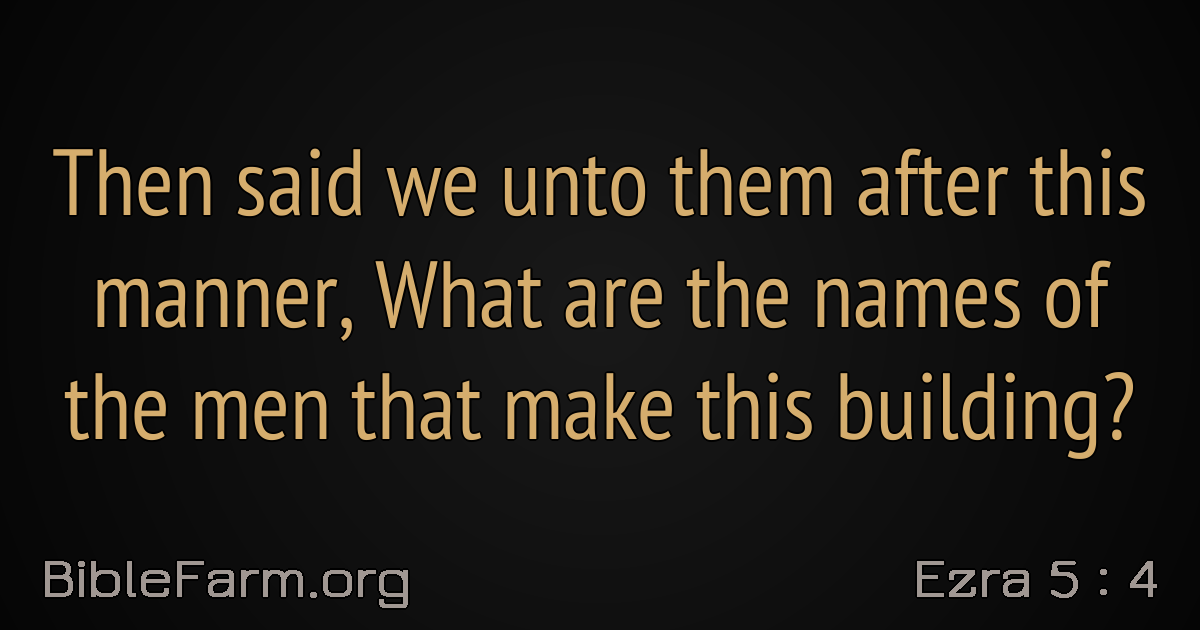 Then said we unto them after this
manner, What are the names of
the men that make this building?
BibleFarm.org
Ezra 5 : 4